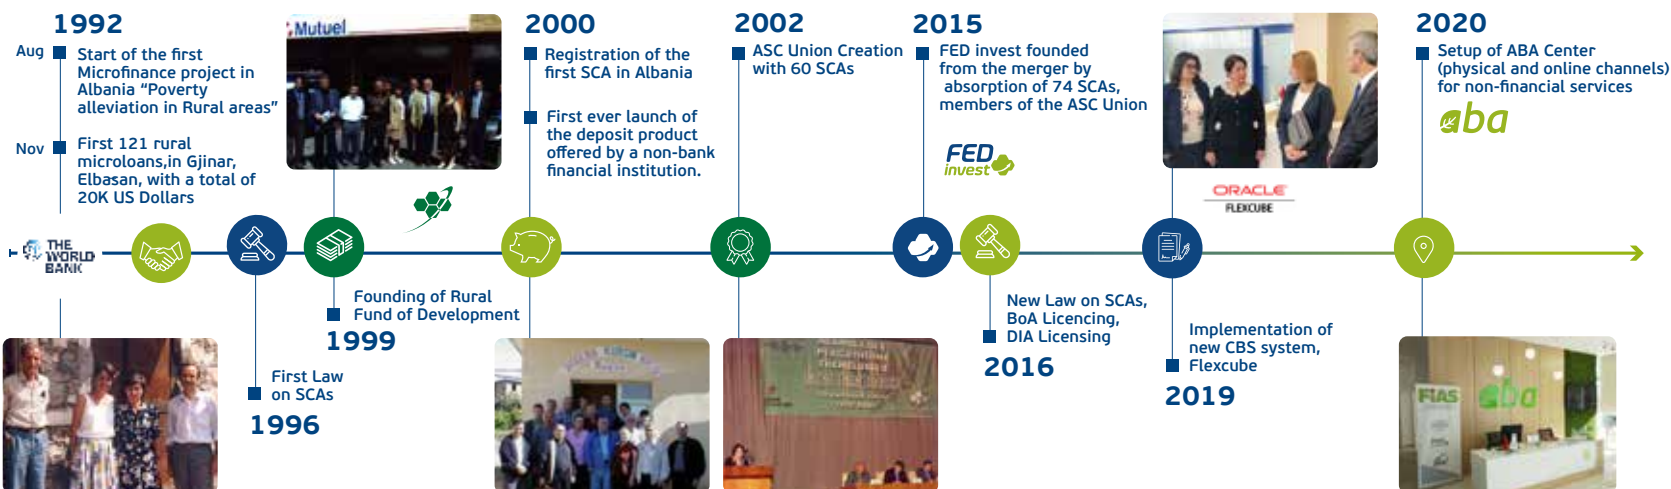 1992
Aug
Start of the first
Microfinance project in
Albania “Poverty
alleviation in Rural areas”
Nov
First 121 rural
microloans,in Gjinar,
Elbasan, with a total of
20K US Dollars
THE
WORLD
BANK
First Law
on SCAs
1996
Mutuel
Founding of Rural
Fund of Development
1999
2000
Registration of the
first SCA in Albania
First ever launch of
the deposit product
offered by a non-bank
financial institution.
2002
ASC Union Creation
with 60 SCAs
2015
FED invest founded
from the merger by
absorption of 74 SCAs,
members of the ASC Union
FED
invest
New Law on SCAs,
BoA Licencing,
DIA Licensing
2016
ORACLE
FLEXCUBE
Implementation of
new CBS system,
Flexcube
2019
2020
Setup of ABA Center
(physical and online channels)
for non-financial services
aba
FIAS
aba